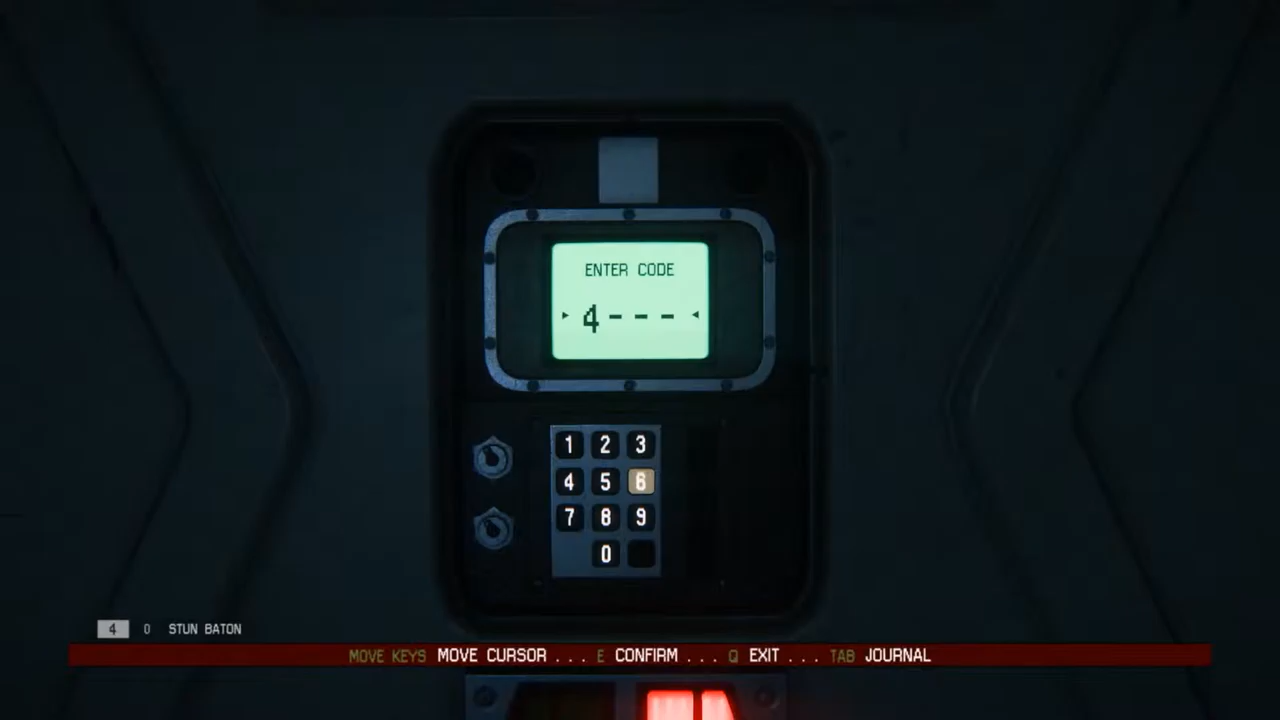 ENTER CODE
4---
1 2 3
4 5 6
7 8 9
0
4 0 STUN BATON
MOVE KEYS MOVE CURSOR ... E CONFIRM ... Q EXIT ... TAB JOURNAL